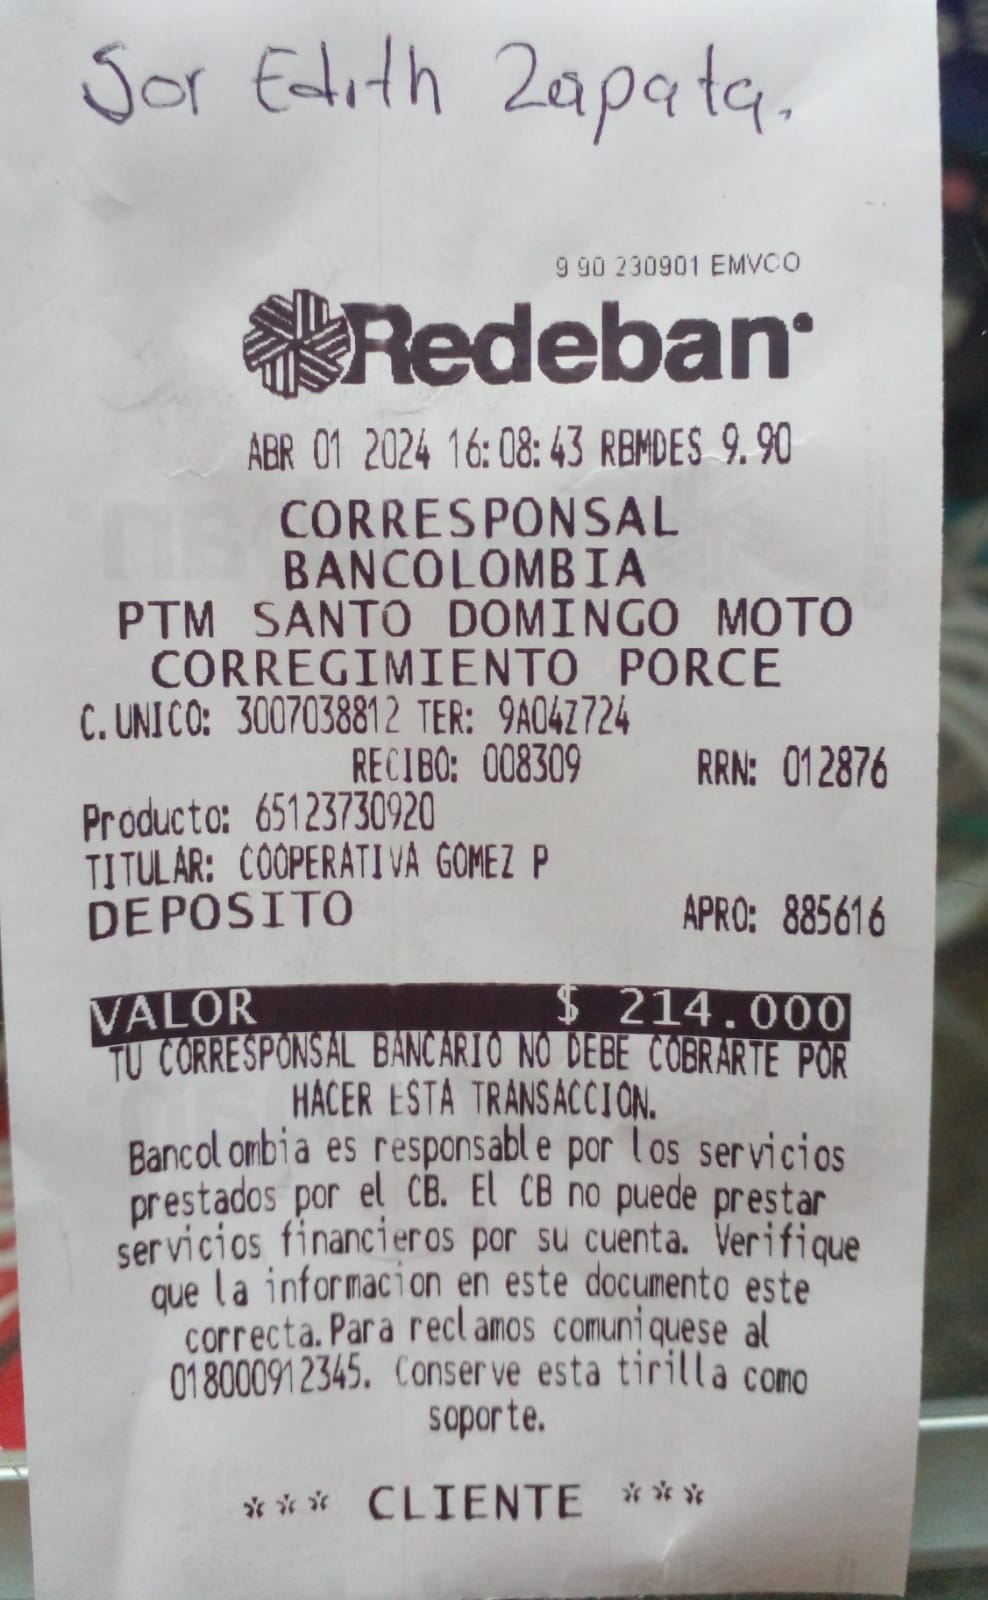 Sor Edith Zapata.
9 90 230901 EMVCO
Redeban
ABR 01 2024 16:08:43 RBMDES 9.90
CORRESPONSAL
BANCOLOMBIA
PTM SANTO DOMINGO MOTO
CORREGIMIENTO PORCE
C.UNICO: 3007038812 TER: 9A04Z724
RECIBO: 008309 RRN: 012876
Producto: 65123730920
TITULAR: COOPERATIVA GOMEZ P
DEPOSITO APRO: 885616
VALOR $ 214.000
TU CORRESPONSAL BANCARIO NO DEBE COBRARTE POR
HACER ESTA TRANSACCION.
Bancolombia es responsable por los servicios
prestados por el CB. El CB no puede prestar
servicios financieros por su cuenta. Verifique
que la informacion en este documento este
correcta.Para reclamos comuniquese al
018000912345. Conserve esta tirilla como
soporte.
*** CLIENTE ***